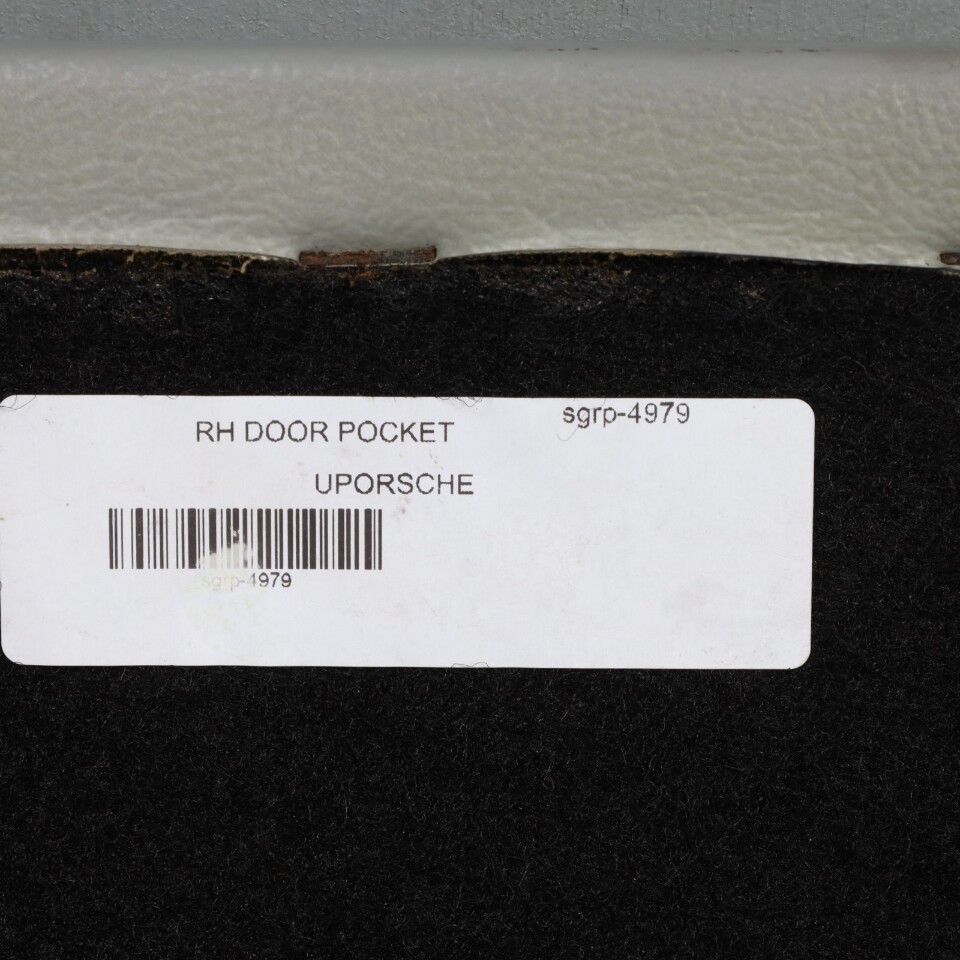 RH DOOR POCKET
sgrp-4979
UPORSCHE
sgrp-4979